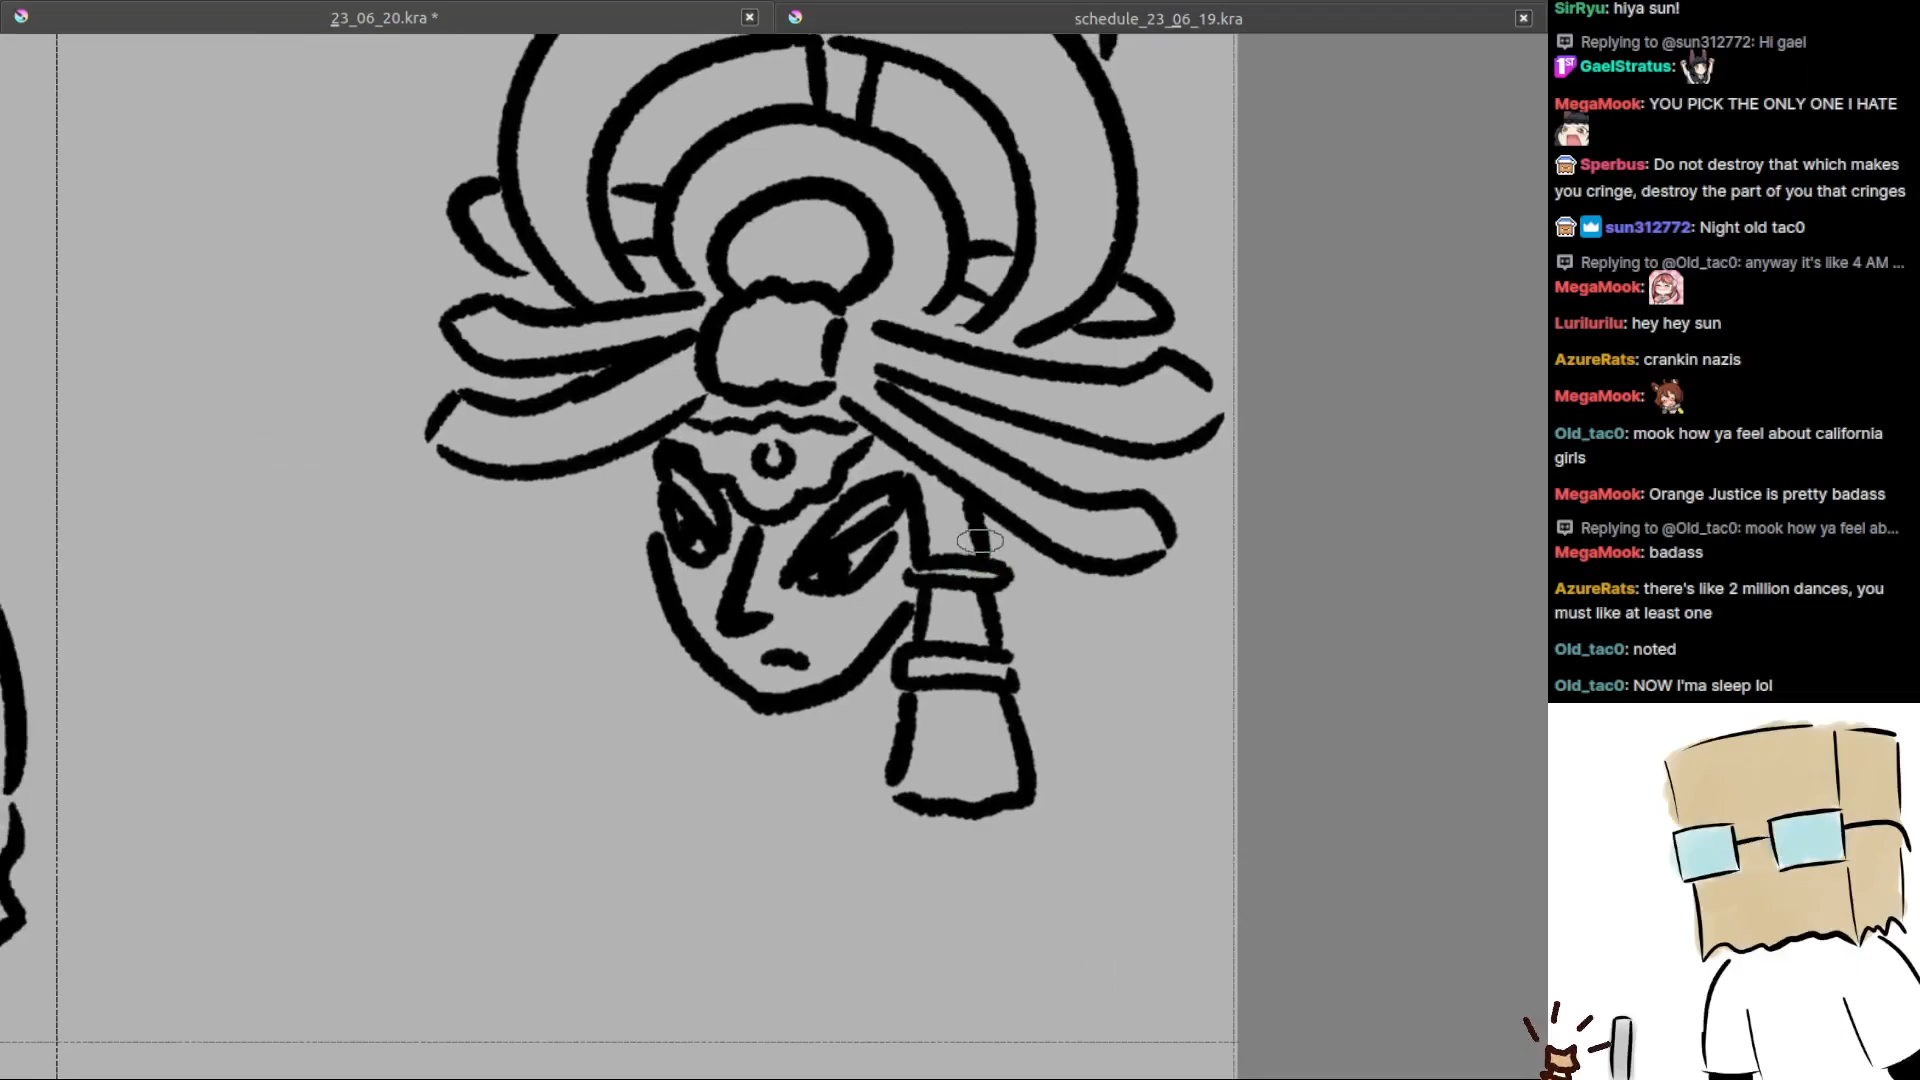 23_06_20.kra *
schedule_23_06_19.kra
SirRyu: hiya sun!
Replying to @sun312772: Hi gael
1ST GaelStratus:
MegaMook: YOU PICK THE ONLY ONE I HATE
Sperbus: Do not destroy that which makes
you cringe, destroy the part of you that cringes
sun312772: Night old tac0
Replying to @Old_tac0: anyway it's like 4 AM ...
MegaMook:
Lurilurilu: hey hey sun
AzureRats: crankin nazis
MegaMook:
Old_tac0: mook how ya feel about california
girls
MegaMook: Orange Justice is pretty badass
Replying to @Old_tac0: mook how ya feel ab...
MegaMook: badass
AzureRats: there's like 2 million dances, you
must like at least one
Old_tac0: noted
Old_tac0: NOW I'ma sleep lol